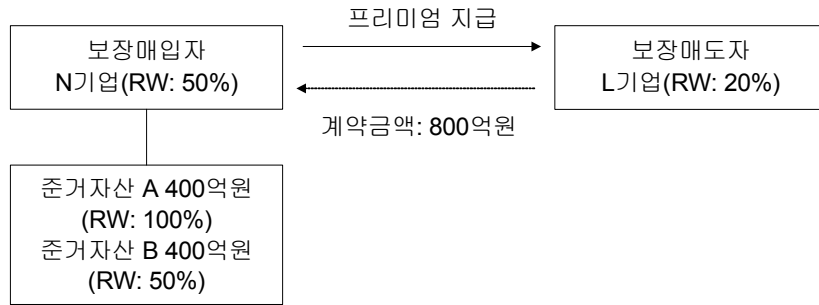 프리미엄 지급
보장매입자
N기업(RW: 50%)
보장매도자
L기업(RW: 20%)
계약금액: 800억원
준거자산 A 400억원
(RW: 100%)
준거자산 B 400억원
(RW: 50%)